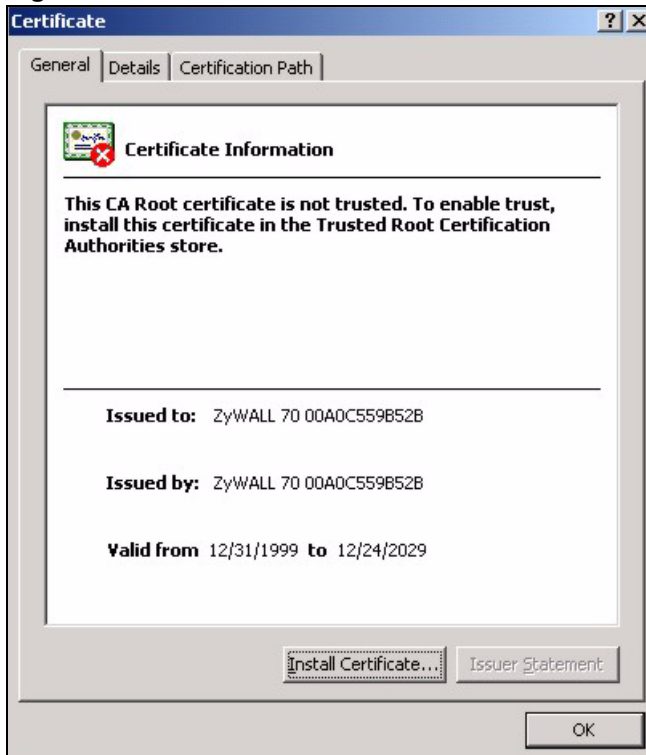 Certificate
General Details Certification Path
Certificate Information
This CA Root certificate is not trusted. To enable trust,
install this certificate in the Trusted Root Certification
Authorities store.
Issued to: ZyWALL 70 00A0C559B52B
Issued by: ZyWALL 70 00A0C559B52B
Valid from 12/31/1999 to 12/24/2029
Install Certificate... Issuer Statement
OK